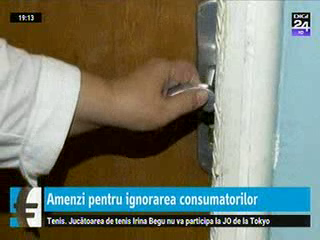 19:13
DIGI
24
HD
Amenzi pentru ignorarea consumatorilor
Tenis. Jucătoarea de tenis Irina Begu nu va participa la JO de la Tokyo